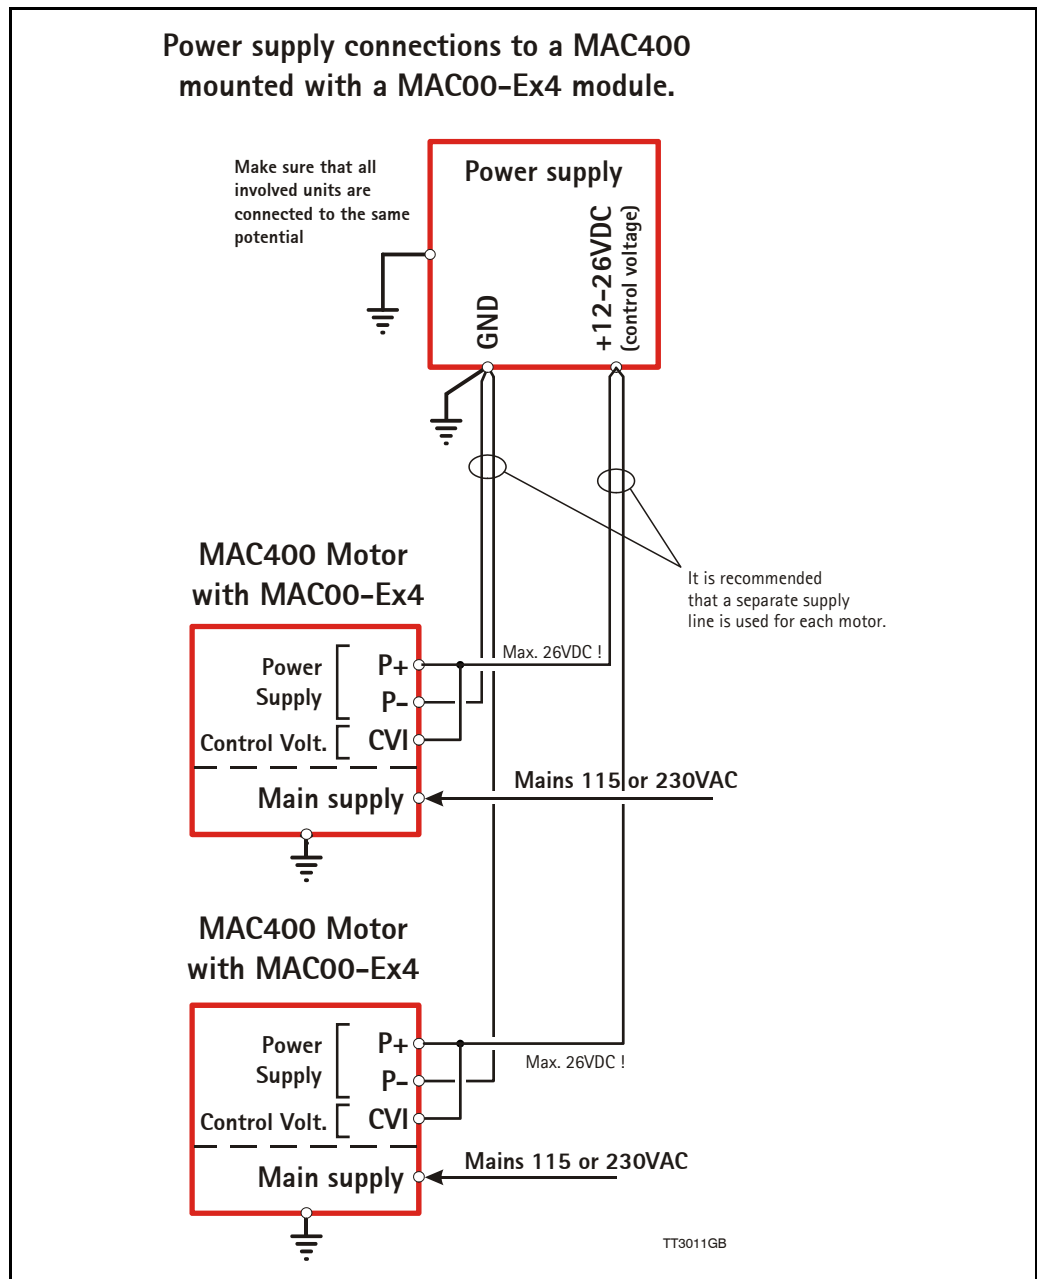 Power supply connections to a MAC400
mounted with a MAC00-Ex4 module.
Make sure that all
involved units are
connected to the same
potential
Power supply
GND
+12-26VDC
(control voltage)
It is recommended
that a separate supply
line is used for each motor.
MAC400 Motor
with MAC00-Ex4
Power
Supply
P+
P-
Control Volt.
CVI
Max. 26VDC !
Main supply
Mains 115 or 230VAC
MAC400 Motor
with MAC00-Ex4
Power
Supply
P+
P-
Control Volt.
CVI
Max. 26VDC !
Main supply
Mains 115 or 230VAC
TT3011GB